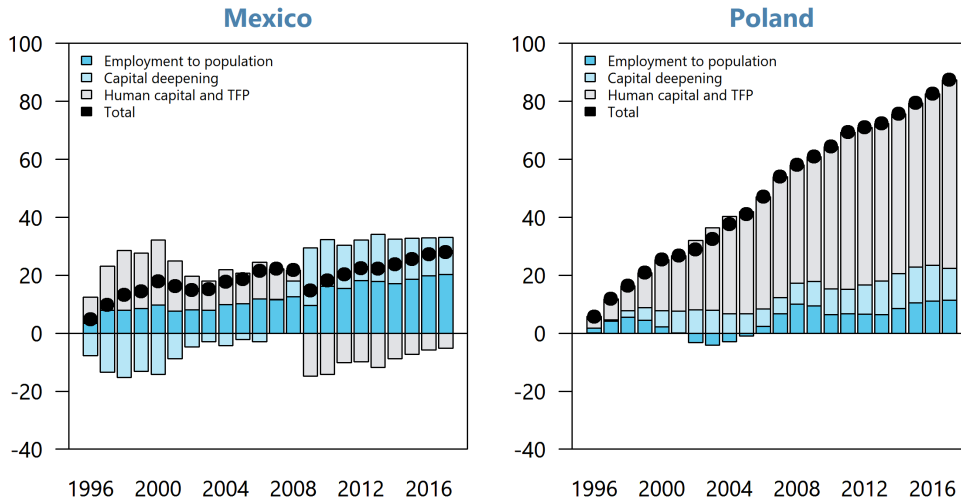 Mexico
100
80
60
40
20
0
-20
-40
Employment to population
Capital deepening
Human capital and TFP
Total
1996 2000 2004 2008 2012 2016
Poland
100
80
60
40
20
0
-20
-40
Employment to population
Capital deepening
Human capital and TFP
Total
1996 2000 2004 2008 2012 2016